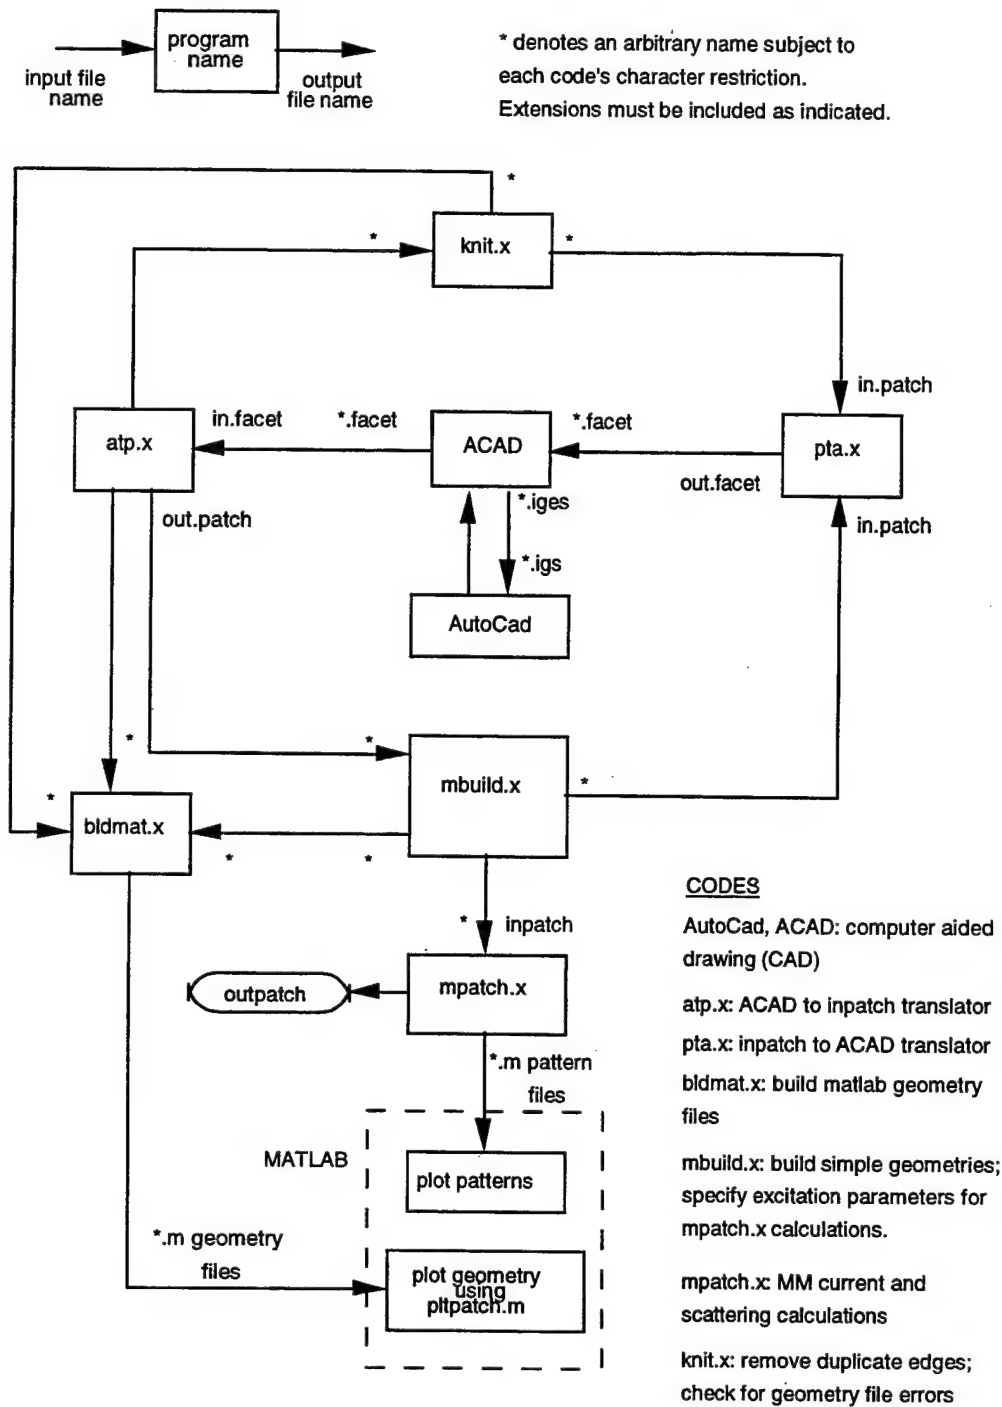 program
name
input file
name
output
file name
* denotes an arbitrary name subject to
each code's character restriction.
Extensions must be included as indicated.
*
knit.x
*
*
in.patch
atp.x
in.facet
*.facet
ACAD
*.facet
out.facet
pta.x
in.patch
out.patch
*.iges
*.igs
AutoCad
*
*
*
bldmat.x
mbuild.x
*
*
*
* inpatch
outpatch
mpatch.x
*.m pattern
files
MATLAB
plot patterns
*.m geometry
files
plot geometry
using
pltpatch.m
CODES
AutoCad, ACAD: computer aided
drawing (CAD)
atp.x: ACAD to inpatch translator
pta.x: inpatch to ACAD translator
bldmat.x: build matlab geometry
files
mbuild.x: build simple geometries;
specify excitation parameters for
mpatch.x calculations.
mpatch.x: MM current and
scattering calculations
knit.x: remove duplicate edges;
check for geometry file errors